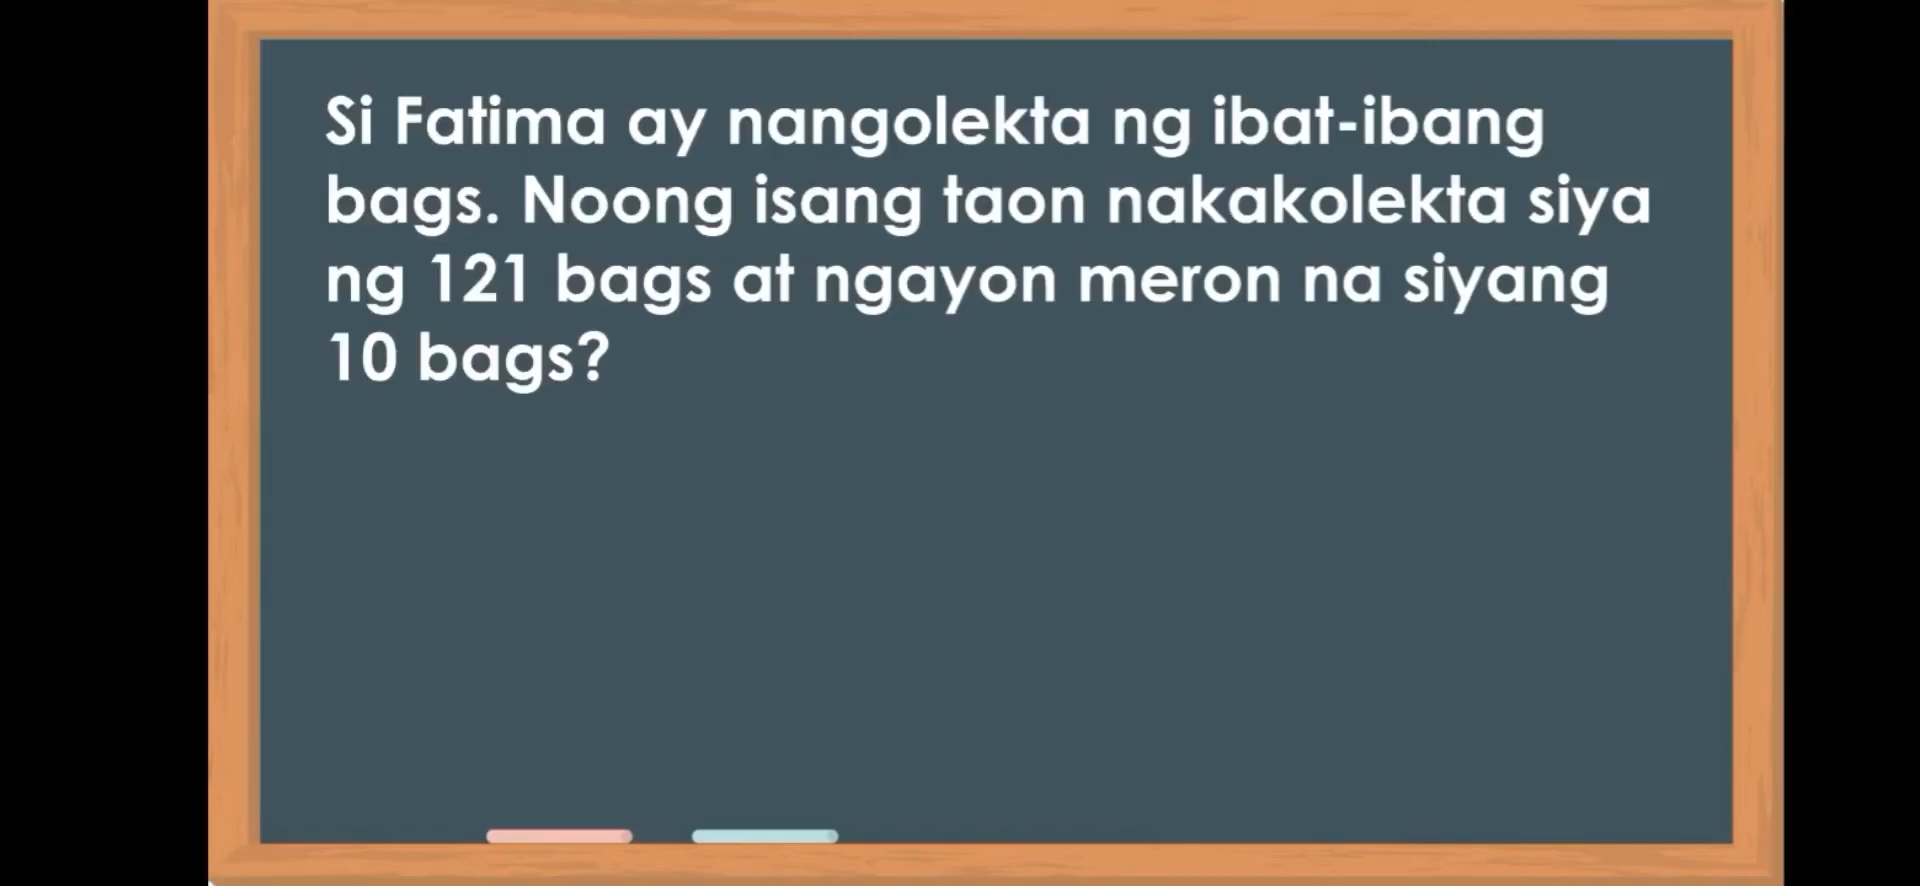 Si Fatima ay nangolekta ng ibat-ibang
bags. Noong isang taon nakakolekta siya
ng 121 bags at ngayon meron na siyang
10 bags?